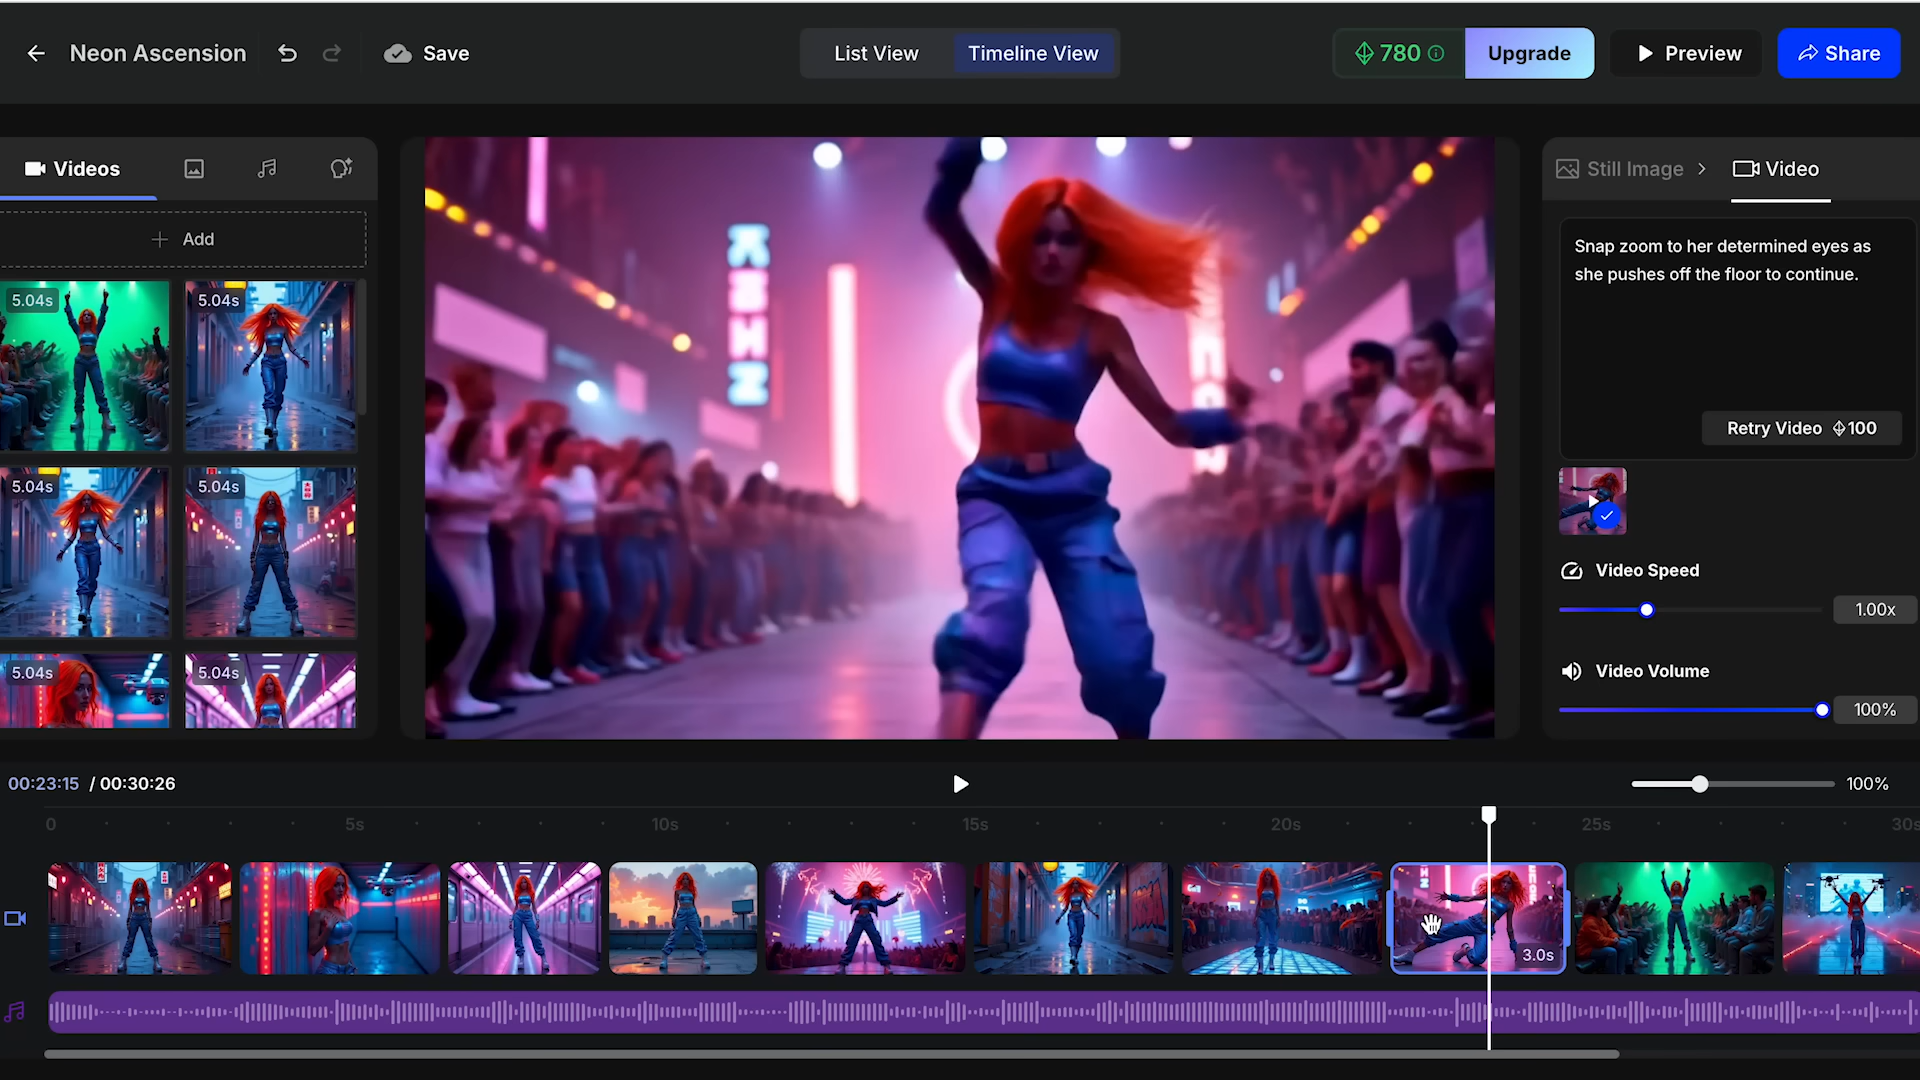 Neon Ascension
Save
List View
Timeline View
780
Upgrade
Preview
Share
Videos
Still Image
Video
Add
5.04s
5.04s
5.04s
5.04s
5.04s
5.04s
Snap zoom to her determined eyes as
she pushes off the floor to continue.
Retry Video 100
Video Speed
1.00x
Video Volume
100%
00:23:15 / 00:30:26
100%
0
5s
10s
15s
20s
25s
30s
3.0s